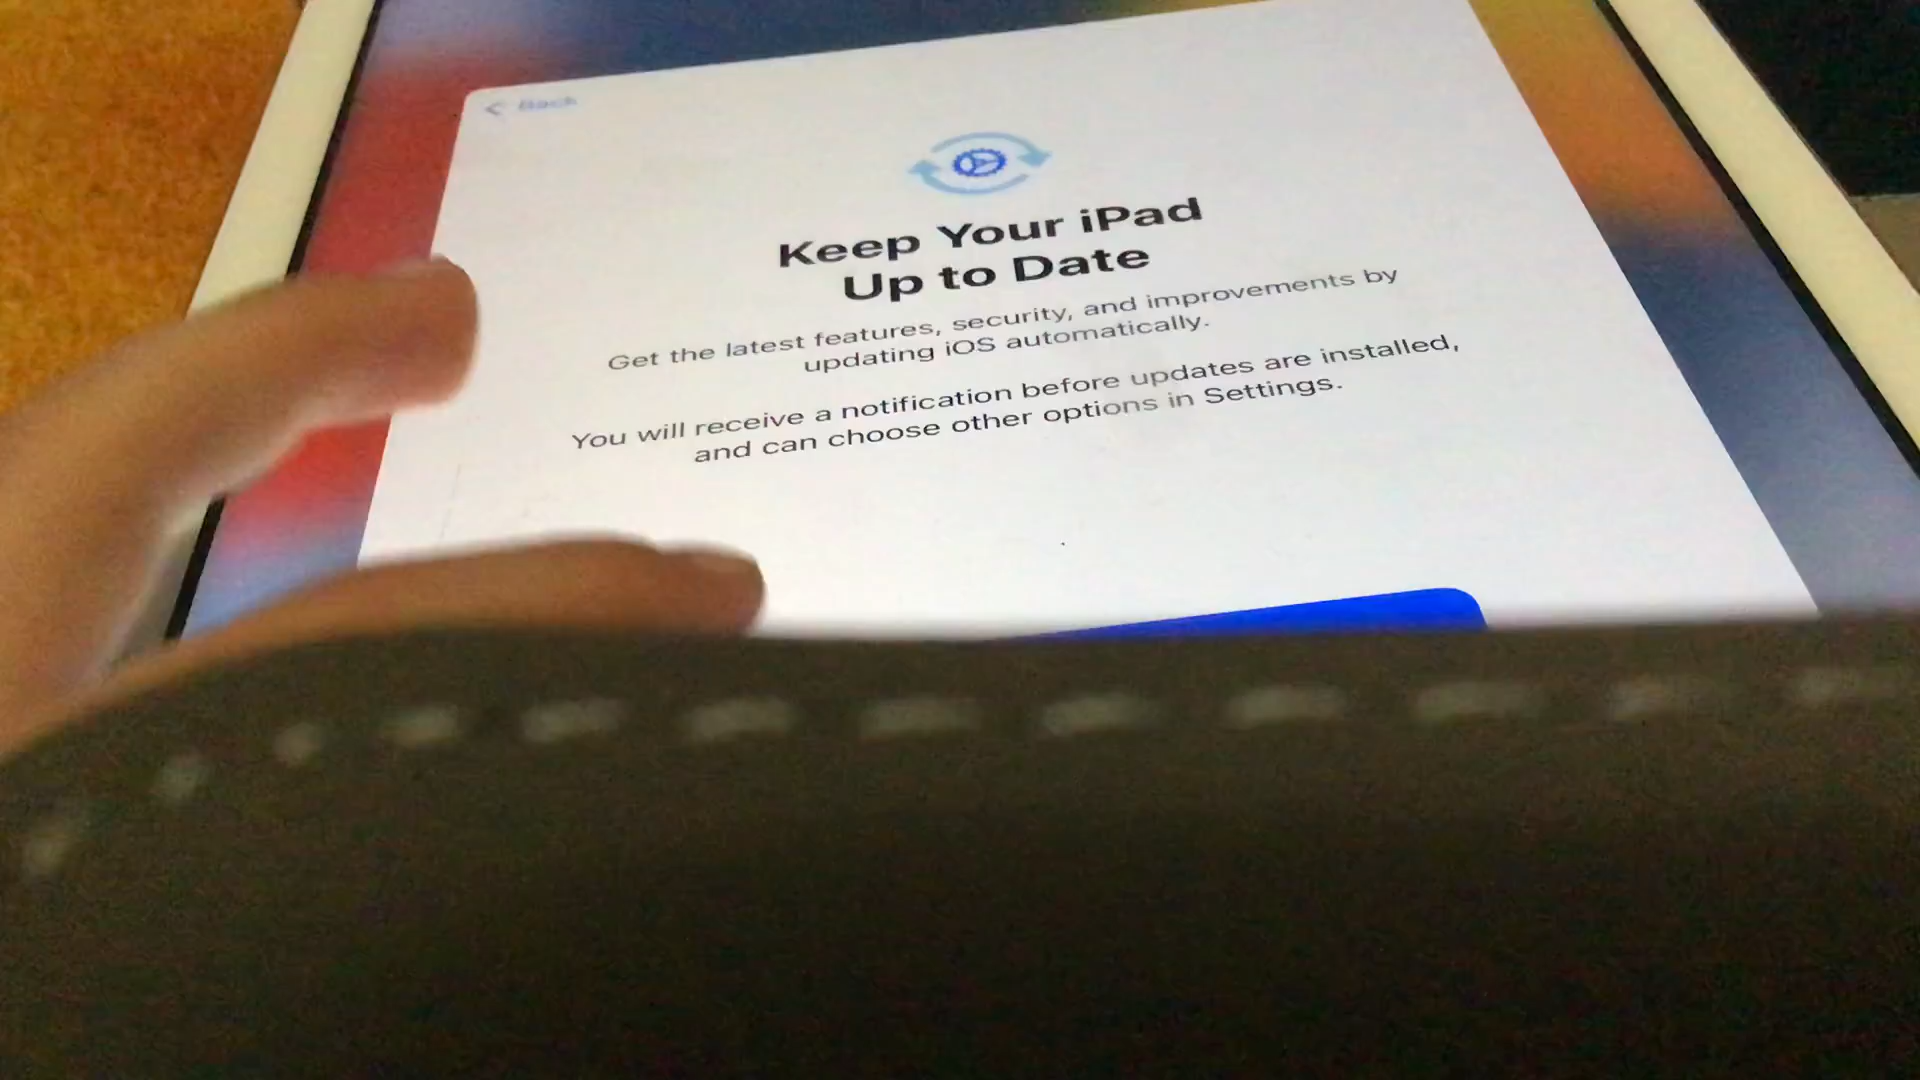 Back
Keep Your iPad
Up to Date
Get the latest features, security, and improvements by
updating iOS automatically.
You will receive a notification before updates are installed,
and can choose other options in Settings.